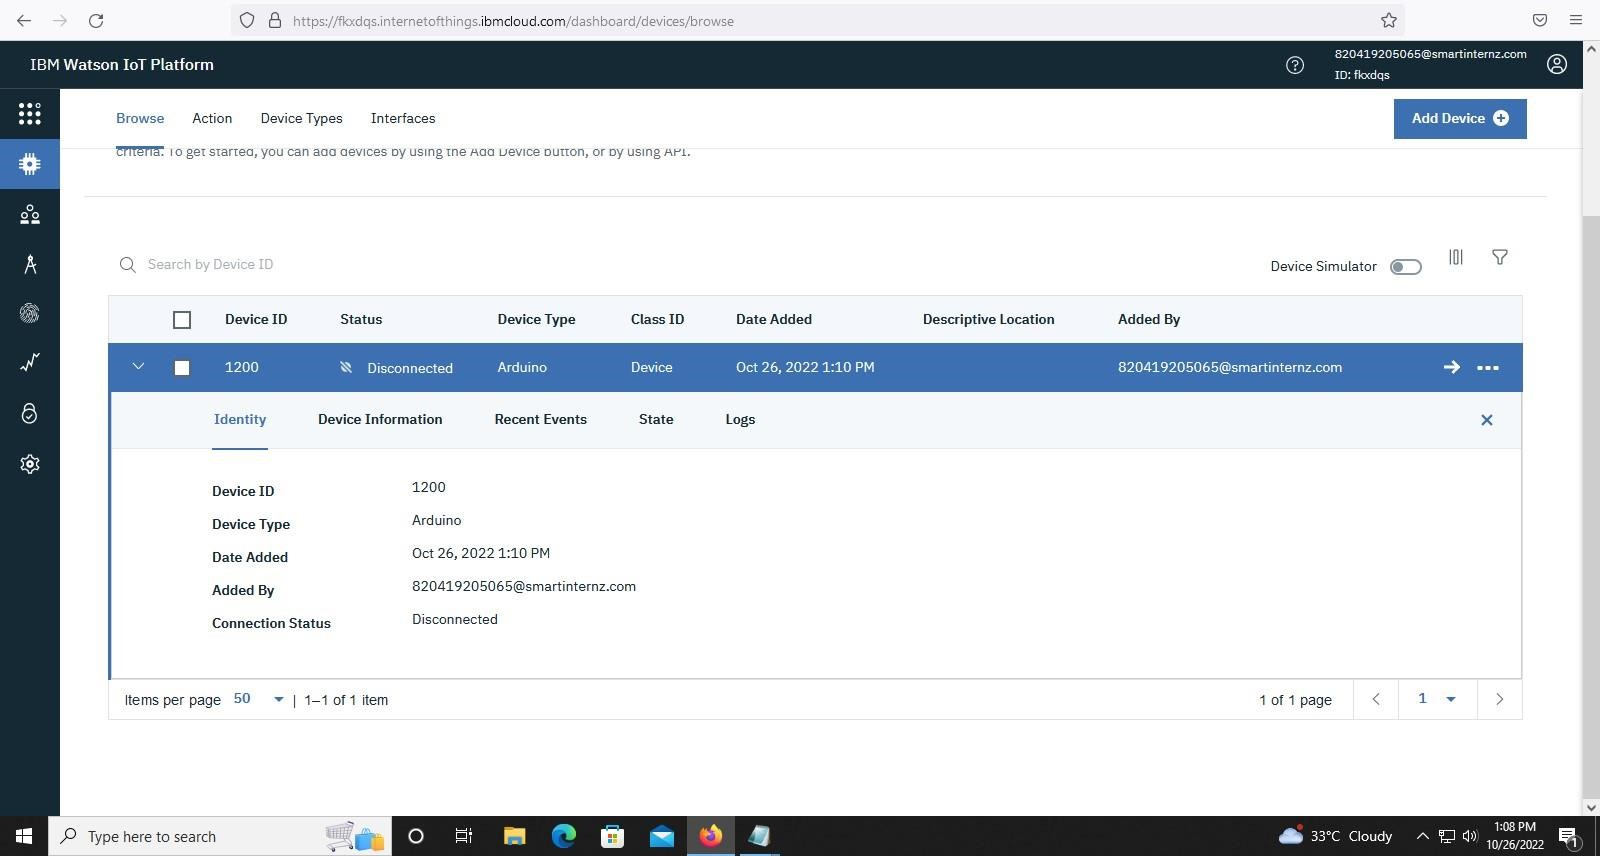 https://fkxdqs.internetofthings.ibmcloud.com/dashboard/devices/browse
IBM Watson IoT Platform
820419205065@smartinternz.com
ID: fkxdqs
Browse Action Device Types Interfaces
Add Device
criteria. To get started, you can add devices by using the Add Device button, or by using API.
Search by Device ID
Device Simulator
Device ID Status Device Type Class ID Date Added Descriptive Location Added By
1200 Disconnected Arduino Device Oct 26, 2022 1:10 PM 820419205065@smartinternz.com
Identity Device Information Recent Events State Logs
Device ID 1200
Device Type Arduino
Date Added Oct 26, 2022 1:10 PM
Added By 820419205065@smartinternz.com
Connection Status Disconnected
Items per page 50 | 1–1 of 1 item 1 of 1 page 1
Type here to search
33°C Cloudy
1:08 PM
10/26/2022
1